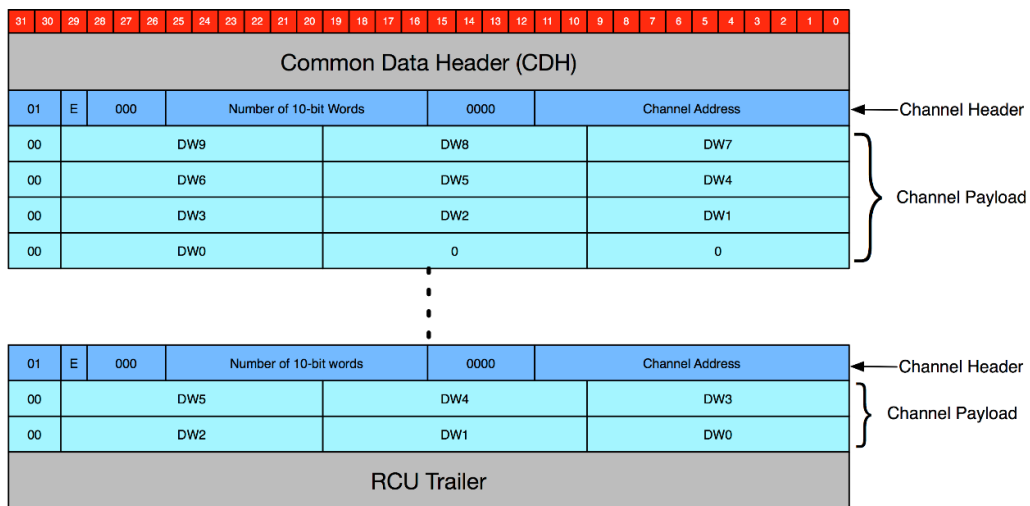 31 30 29 28 27 26 25 24 23 22 21 20 19 18 17 16 15 14 13 12 11 10 9 8 7 6 5 4 3 2 1 0
Common Data Header (CDH)
01 E 000 Number of 10-bit Words 0000 Channel Address Channel Header
00 DW9 DW8 DW7
00 DW6 DW5 DW4
Channel Payload
00 DW3 DW2 DW1
00 DW0 0 0
01 E 000 Number of 10-bit words 0000 Channel Address Channel Header
00 DW5 DW4 DW3
Channel Payload
00 DW2 DW1 DW0
RCU Trailer